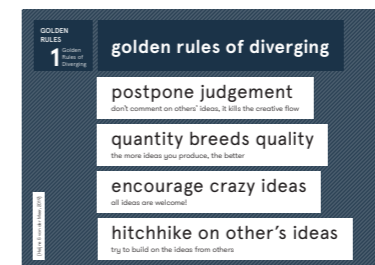 GOLDEN
RULES
1 Golden
Rules of
Diverging
golden rules of diverging
postpone judgement
don't comment on others' ideas, it kills the creative flow
quantity breeds quality
the more ideas you produce, the better
encourage crazy ideas
all ideas are welcome!
hitchhike on other's ideas
try to build on the ideas from others